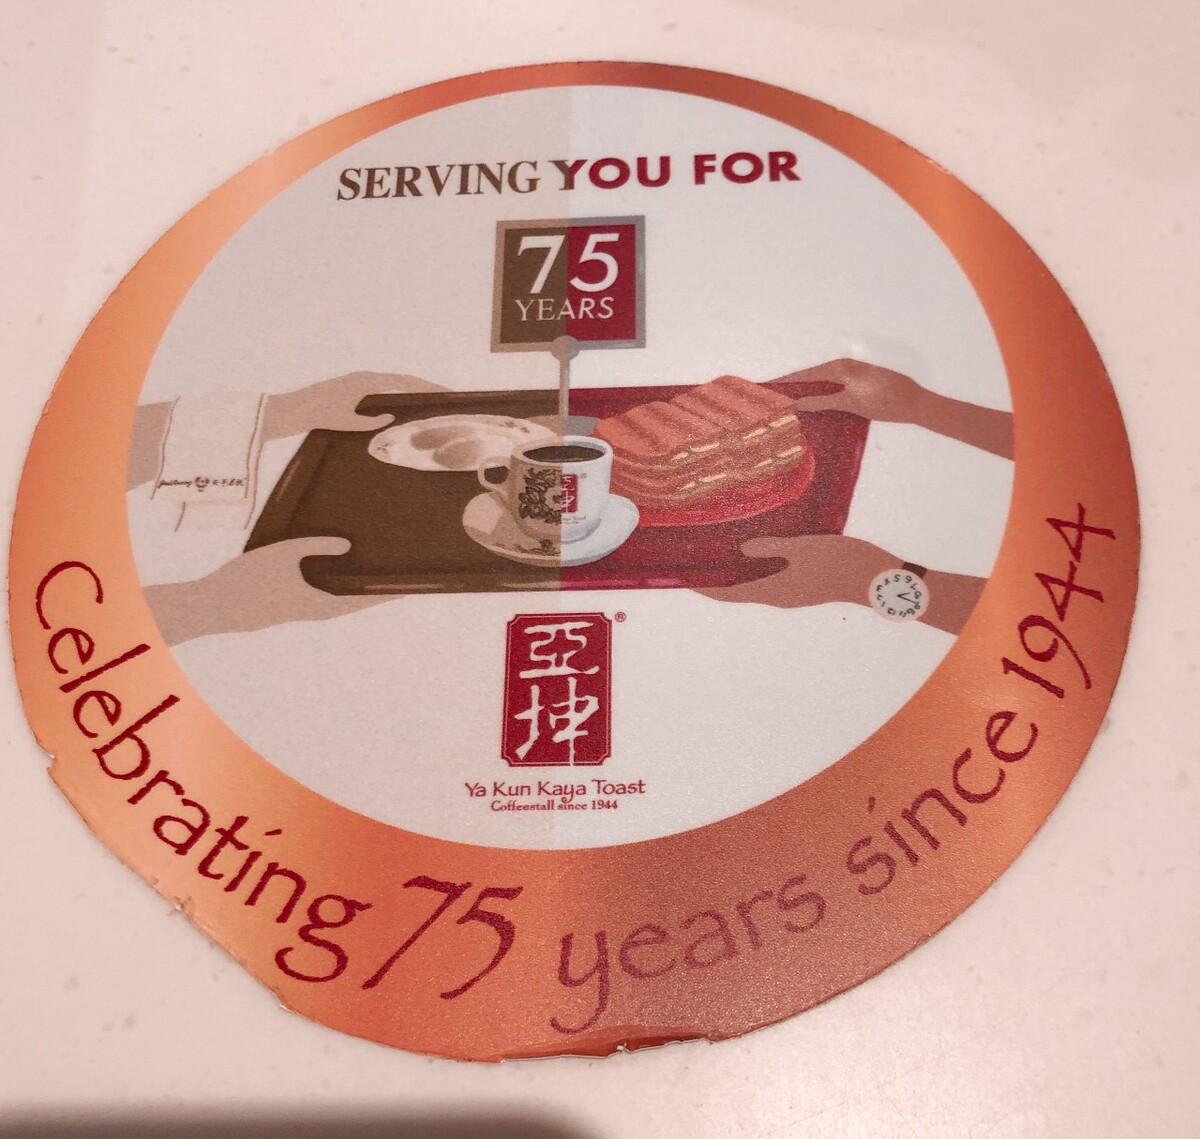 SERVING YOU FOR
75
YEARS
亞
坤
®
Ya Kun Kaya Toast
Coffeestall since 1944
Celebrating 75 years since 1944